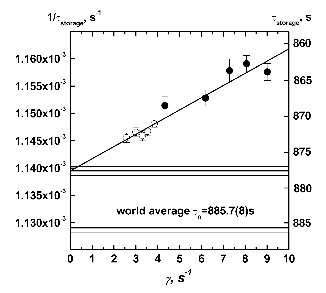 1/τstorage, s-1
τstorage, s
1.160x10-3
1.155x10-3
1.150x10-3
1.145x10-3
1.140x10-3
1.135x10-3
1.130x10-3
860
865
870
875
880
885
world average τn=885.7(8)s
0 1 2 3 4 5 6 7 8 9 10
γ, s-1